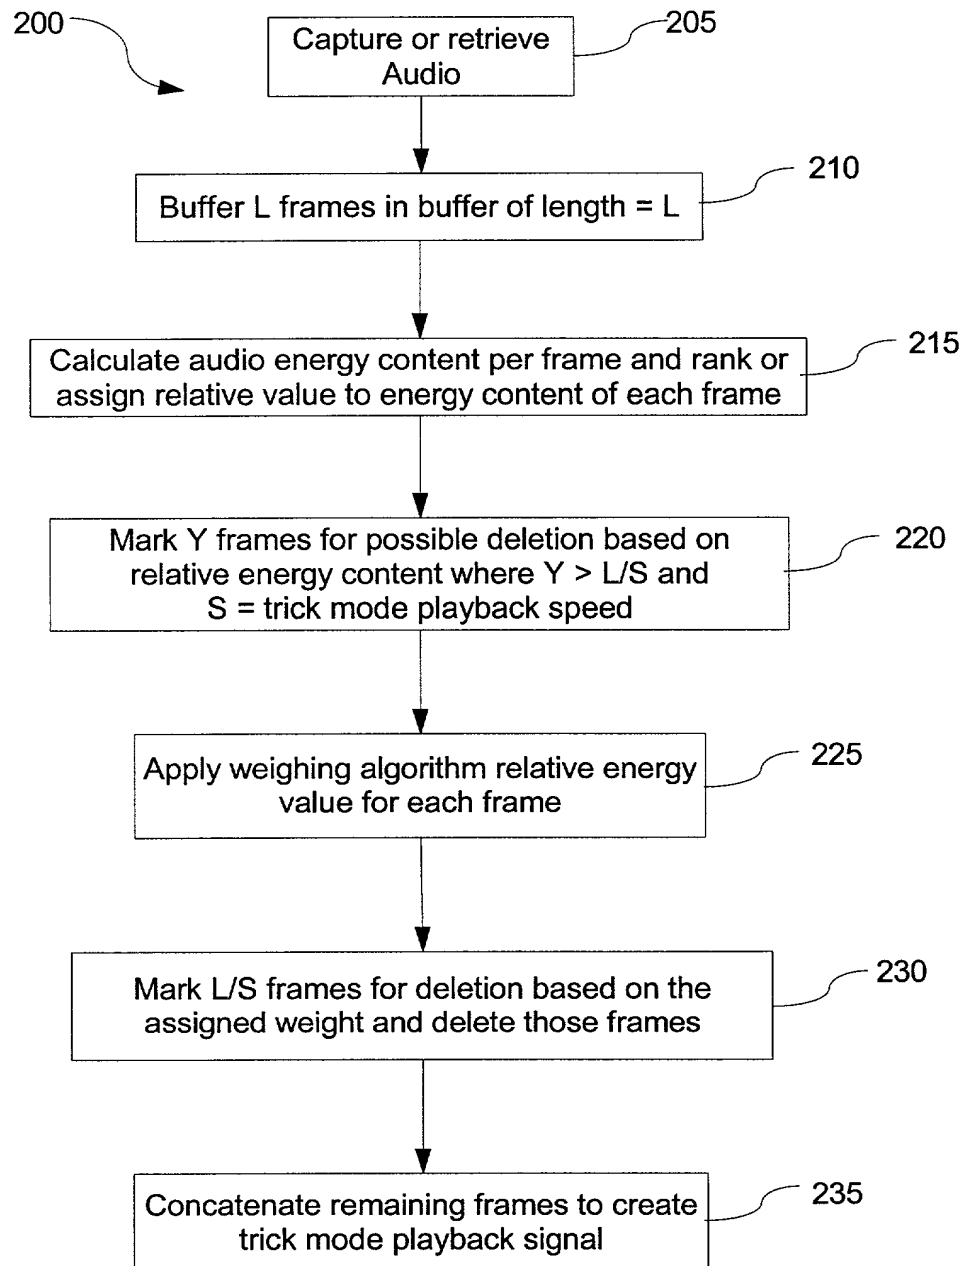 200
Capture or retrieve
Audio
205
Buffer L frames in buffer of length = L
210
Calculate audio energy content per frame and rank or
assign relative value to energy content of each frame
215
Mark Y frames for possible deletion based on
relative energy content where Y > L/S and
S = trick mode playback speed
220
Apply weighing algorithm relative energy
value for each frame
225
Mark L/S frames for deletion based on the
assigned weight and delete those frames
230
Concatenate remaining frames to create
trick mode playback signal
235